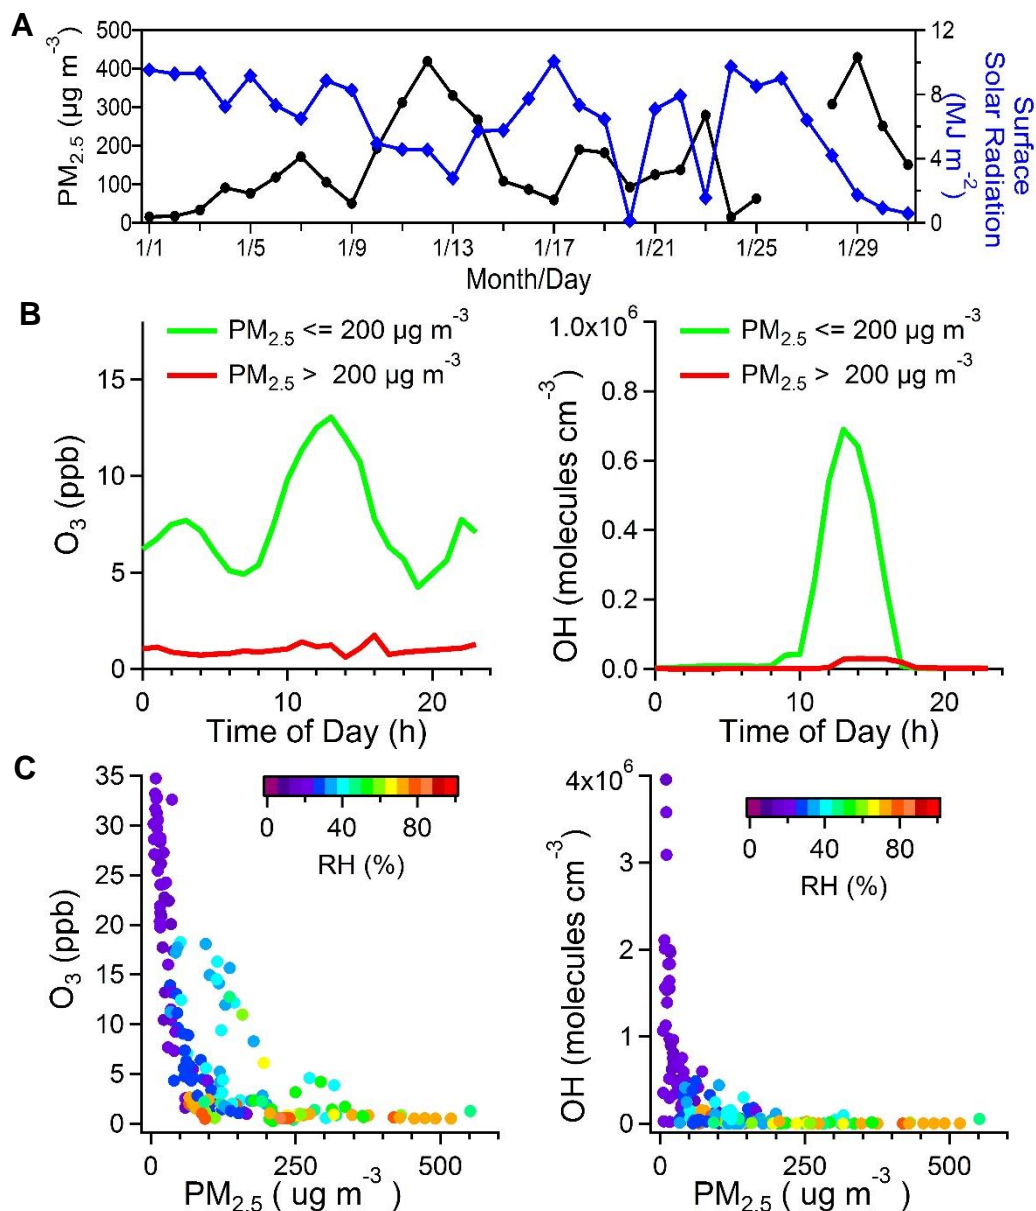 A
PM2.5 (µg m-3)
500
400
300
200
100
0
12
8
4
0
Surface
Solar Radiation
(MJ m-2)
1/1 1/5 1/9 1/13 1/17 1/21 1/25 1/29
Month/Day
B
PM2.5 <= 200 µg m-3
PM2.5 > 200 µg m-3
O3 (ppb)
15
10
5
0
0 10 20
Time of Day (h)
PM2.5 <= 200 µg m-3
PM2.5 > 200 µg m-3
OH (molecules cm-3)
1.0x10^6
0.8
0.6
0.4
0.2
0.0
0 10 20
Time of Day (h)
C
O3 (ppb)
35
30
25
20
15
10
5
0
0 40 80
RH (%)
0 250 500
PM2.5 ( ug m-3)
OH (molecules cm-3)
4x10^6
3
2
1
0
0 40 80
RH (%)
0 250 500
PM2.5 ( ug m-3)